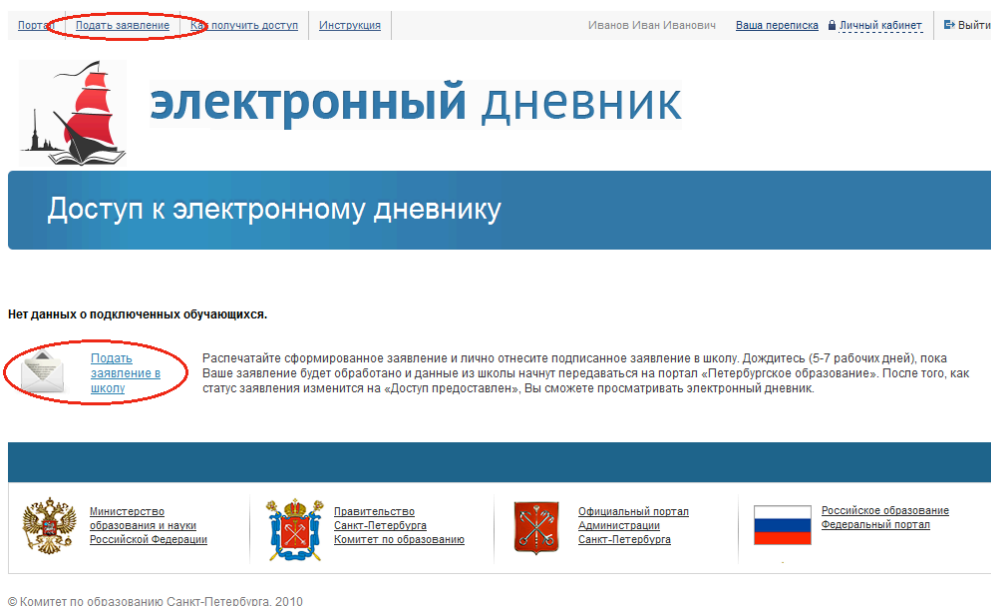 Портал Подать заявление Как получить доступ Инструкция Иванов Иван Иванович Ваша переписка Личный кабинет Выйти
электронный дневник
Доступ к электронному дневнику
Нет данных о подключенных обучающихся.
Подать
заявление в
школу
Распечатайте сформированное заявление и лично отнесите подписанное заявление в школу. Дождитесь (5-7 рабочих дней), пока
Ваше заявление будет обработано и данные из школы начнут передаваться на портал «Петербургское образование». После того, как
статус заявления изменится на «Доступ предоставлен», Вы сможете просматривать электронный дневник.
Министерство
образования и науки
Российской Федерации
Правительство
Санкт-Петербурга
Комитет по образованию
Официальный портал
Администрации
Санкт-Петербурга
Российское образование
Федеральный портал
© Комитет по образованию Санкт-Петербурга, 2010